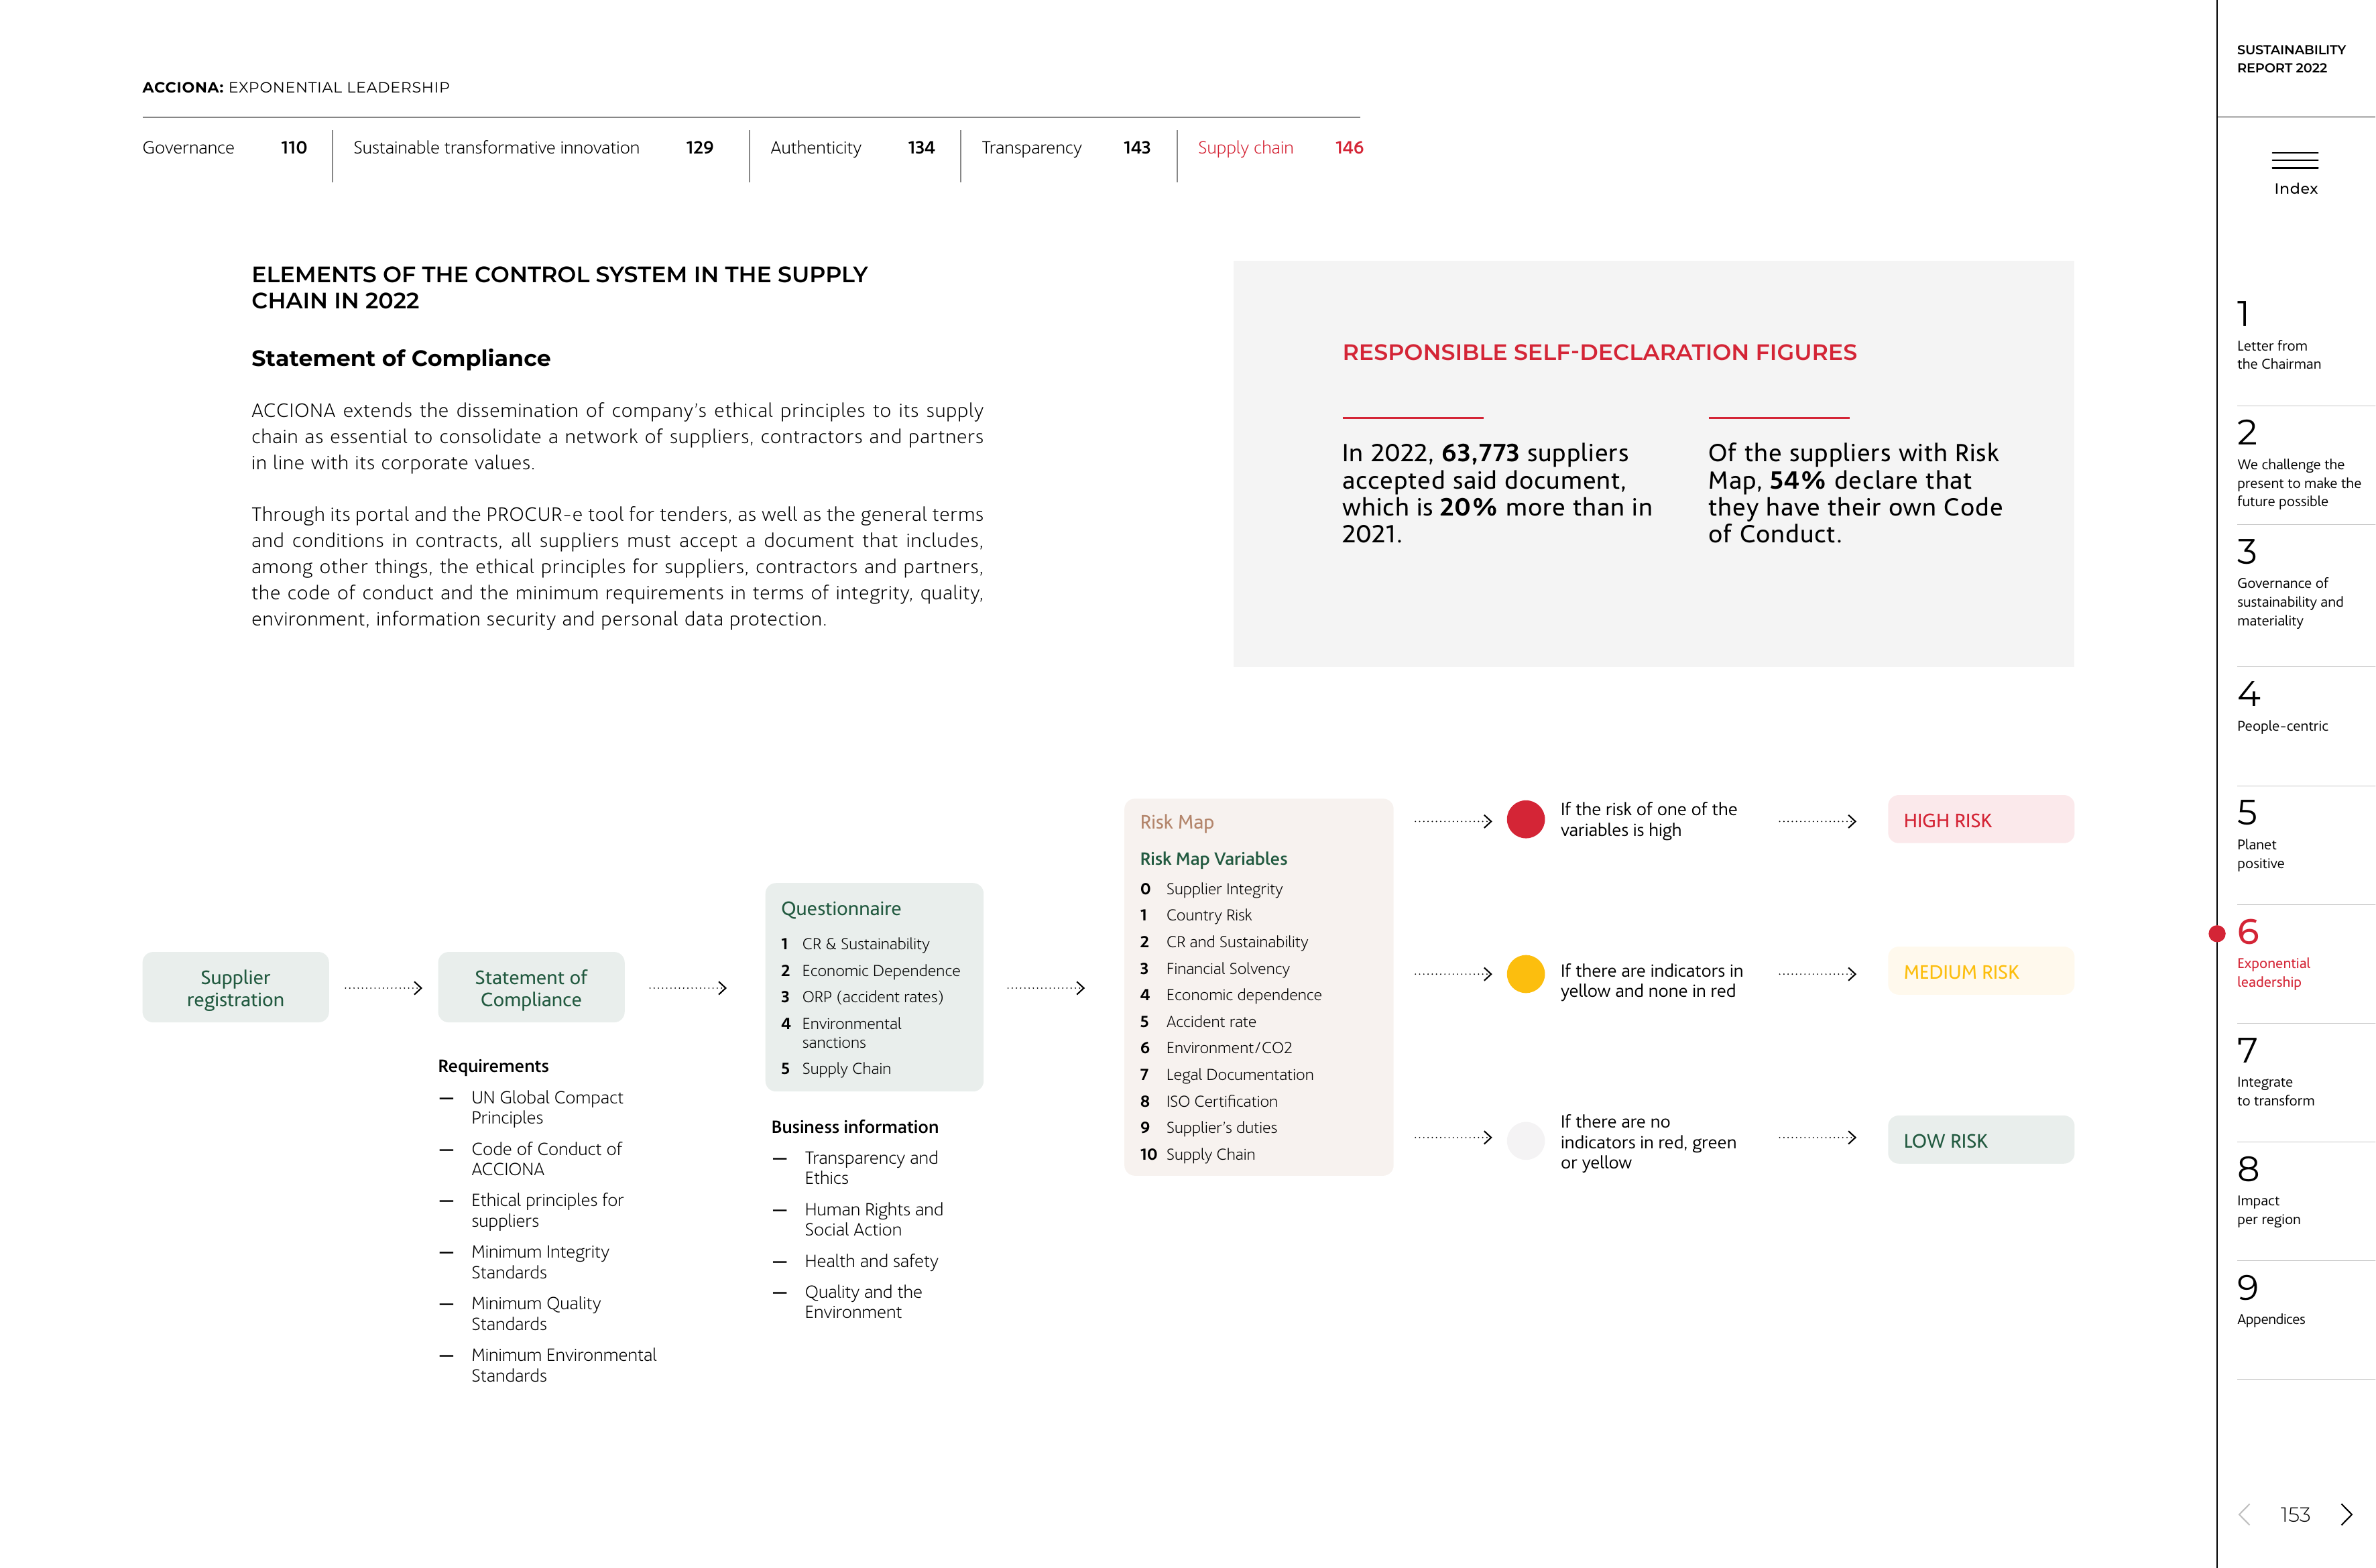 ACCIONA: EXPONENTIAL LEADERSHIP
Governance 110
Sustainable transformative innovation 129
Authenticity 134
Transparency 143
Supply chain 146
ELEMENTS OF THE CONTROL SYSTEM IN THE SUPPLY
CHAIN IN 2022
Statement of Compliance
ACCIONA extends the dissemination of company's ethical principles to its supply
chain as essential to consolidate a network of suppliers, contractors and partners
in line with its corporate values.
Through its portal and the PROCUR-e tool for tenders, as well as the general terms
and conditions in contracts, all suppliers must accept a document that includes,
among other things, the ethical principles for suppliers, contractors and partners,
the code of conduct and the minimum requirements in terms of integrity, quality,
environment, information security and personal data protection.
RESPONSIBLE SELF-DECLARATION FIGURES
In 2022, 63,773 suppliers
accepted said document,
which is 20% more than in
2021.
Of the suppliers with Risk
Map, 54% declare that
they have their own Code
of Conduct.
Supplier
registration
Statement of
Compliance
Requirements
— UN Global Compact
Principles
— Code of Conduct of
ACCIONA
— Ethical principles for
suppliers
— Minimum Integrity
Standards
— Minimum Quality
Standards
— Minimum Environmental
Standards
Questionnaire
1 CR & Sustainability
2 Economic Dependence
3 ORP (accident rates)
4 Environmental
sanctions
5 Supply Chain
Business information
— Transparency and
Ethics
— Human Rights and
Social Action
— Health and safety
— Quality and the
Environment
Risk Map
Risk Map Variables
0 Supplier Integrity
1 Country Risk
2 CR and Sustainability
3 Financial Solvency
4 Economic dependence
5 Accident rate
6 Environment/CO2
7 Legal Documentation
8 ISO Certification
9 Supplier's duties
10 Supply Chain
If the risk of one of the
variables is high
HIGH RISK
If there are indicators in
yellow and none in red
MEDIUM RISK
If there are no
indicators in red, green
or yellow
LOW RISK
SUSTAINABILITY
REPORT 2022
Index
1
Letter from
the Chairman
2
We challenge the
present to make the
future possible
3
Governance of
sustainability and
materiality
4
People-centric
5
Planet
positive
6
Exponential
leadership
7
Integrate
to transform
8
Impact
per region
9
Appendices
153